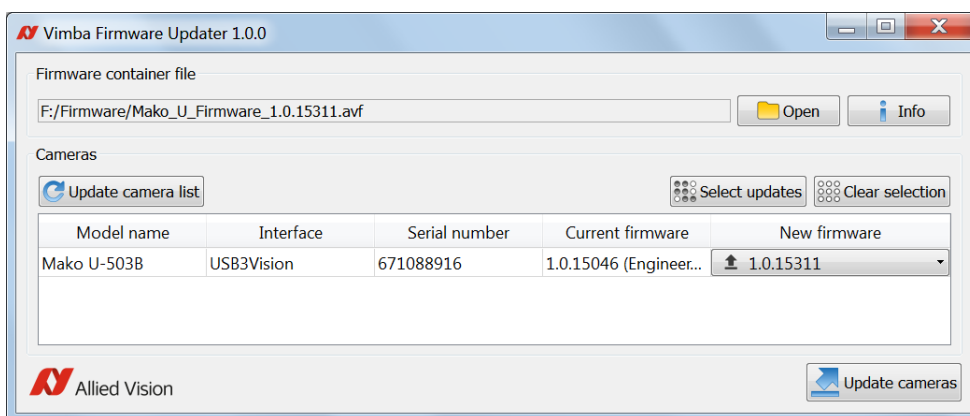 Vimba Firmware Updater 1.0.0
Firmware container file
F:/Firmware/Mako_U_Firmware_1.0.15311.avf
Open
Info
Cameras
Update camera list
Select updates
Clear selection
Model name Interface Serial number Current firmware New firmware
Mako U-503B USB3Vision 671088916 1.0.15046 (Engineer... 1.0.15311
Allied Vision
Update cameras